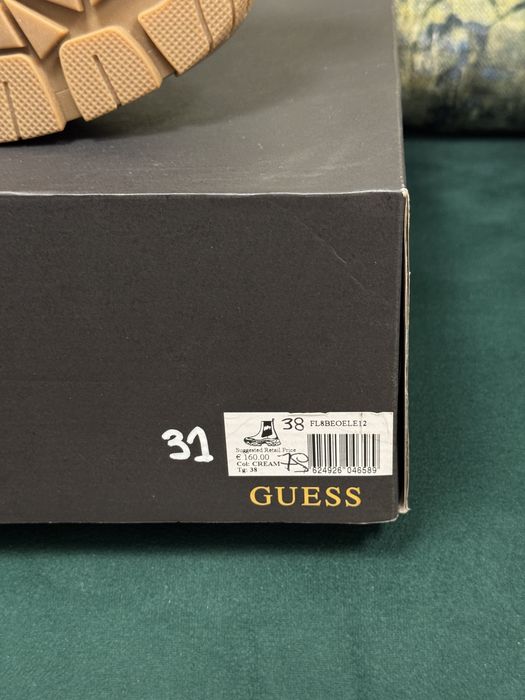 38 FL8BEOELE12
Suggested Retail Price
€ 160.00
Col: CREAM
Tg: 38
624926 046589
31
GUESS